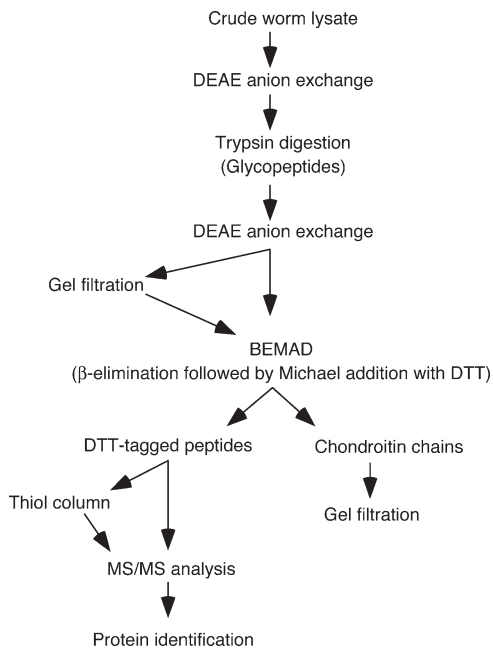 Crude worm lysate
DEAE anion exchange
Trypsin digestion
(Glycopeptides)
DEAE anion exchange
Gel filtration
BEMAD
(β-elimination followed by Michael addition with DTT)
DTT-tagged peptides
Chondroitin chains
Thiol column
Gel filtration
MS/MS analysis
Protein identification